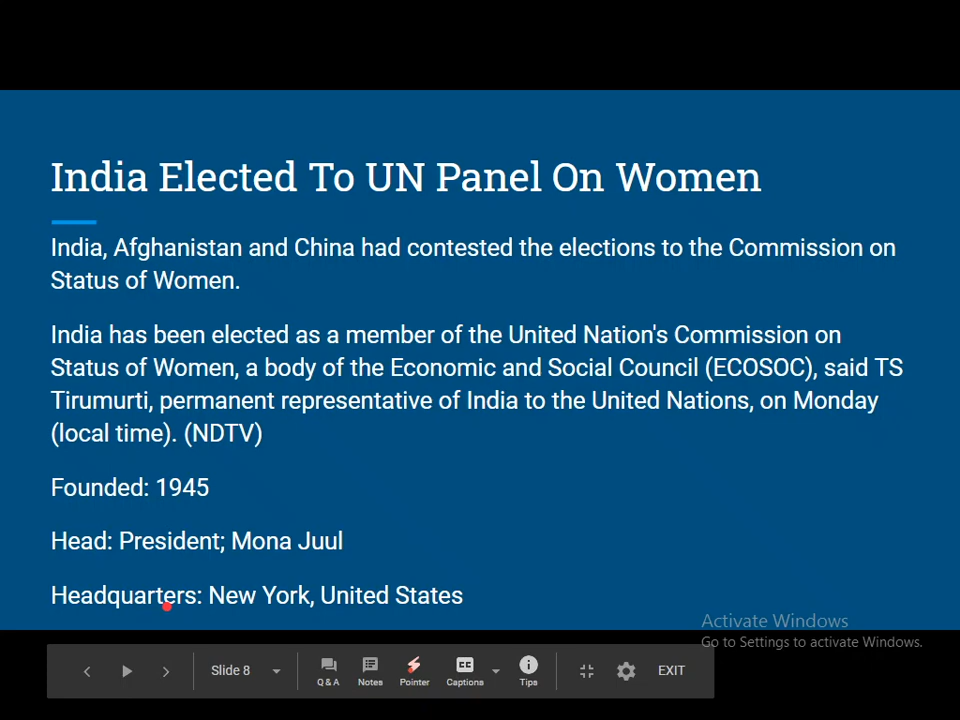 India Elected To UN Panel On Women
India, Afghanistan and China had contested the elections to the Commission on
Status of Women.
India has been elected as a member of the United Nation's Commission on
Status of Women, a body of the Economic and Social Council (ECOSOC), said TS
Tirumurti, permanent representative of India to the United Nations, on Monday
(local time). (NDTV)
Founded: 1945
Head: President; Mona Juul
Headquarters: New York, United States
Activate Windows
Go to Settings to activate Windows.
Slide 8
Q & A
Notes
Pointer
CC
Captions
Tips
EXIT